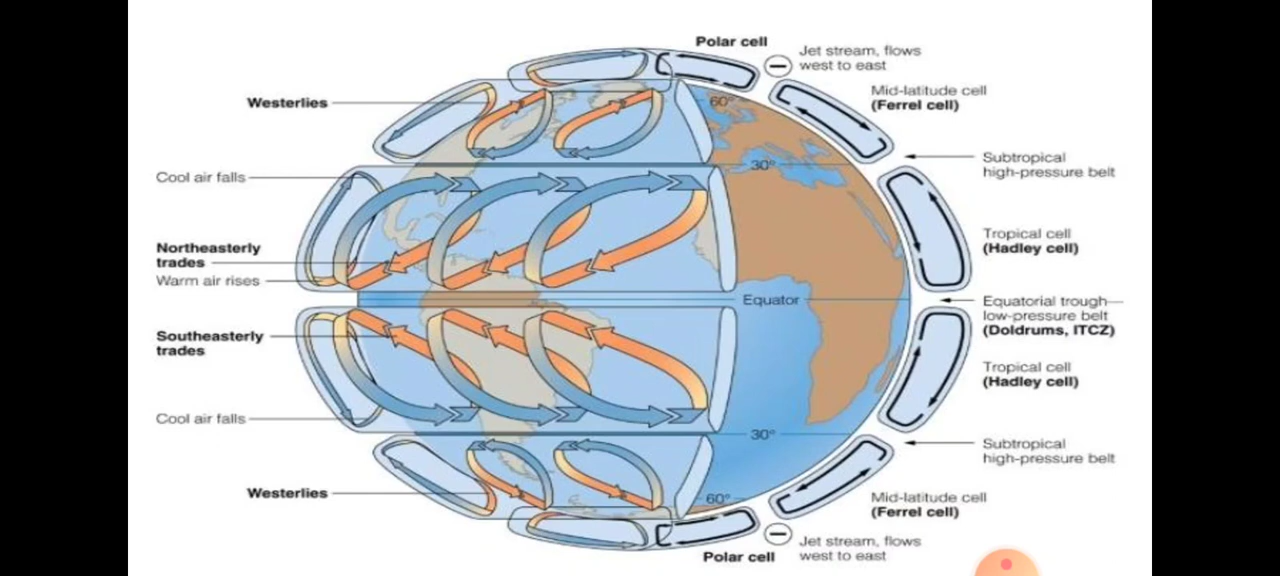 Polar cell
Jet stream, flows
west to east
Mid-latitude cell
(Ferrel cell)
Westerlies
60°
30°
Subtropical
high-pressure belt
Cool air falls
Tropical cell
(Hadley cell)
Northeasterly
trades
Warm air rises
Equator
Equatorial trough—
low-pressure belt
(Doldrums, ITCZ)
Southeasterly
trades
Tropical cell
(Hadley cell)
Cool air falls
30°
Subtropical
high-pressure belt
Westerlies
60°
Mid-latitude cell
(Ferrel cell)
Jet stream, flows
west to east
Polar cell